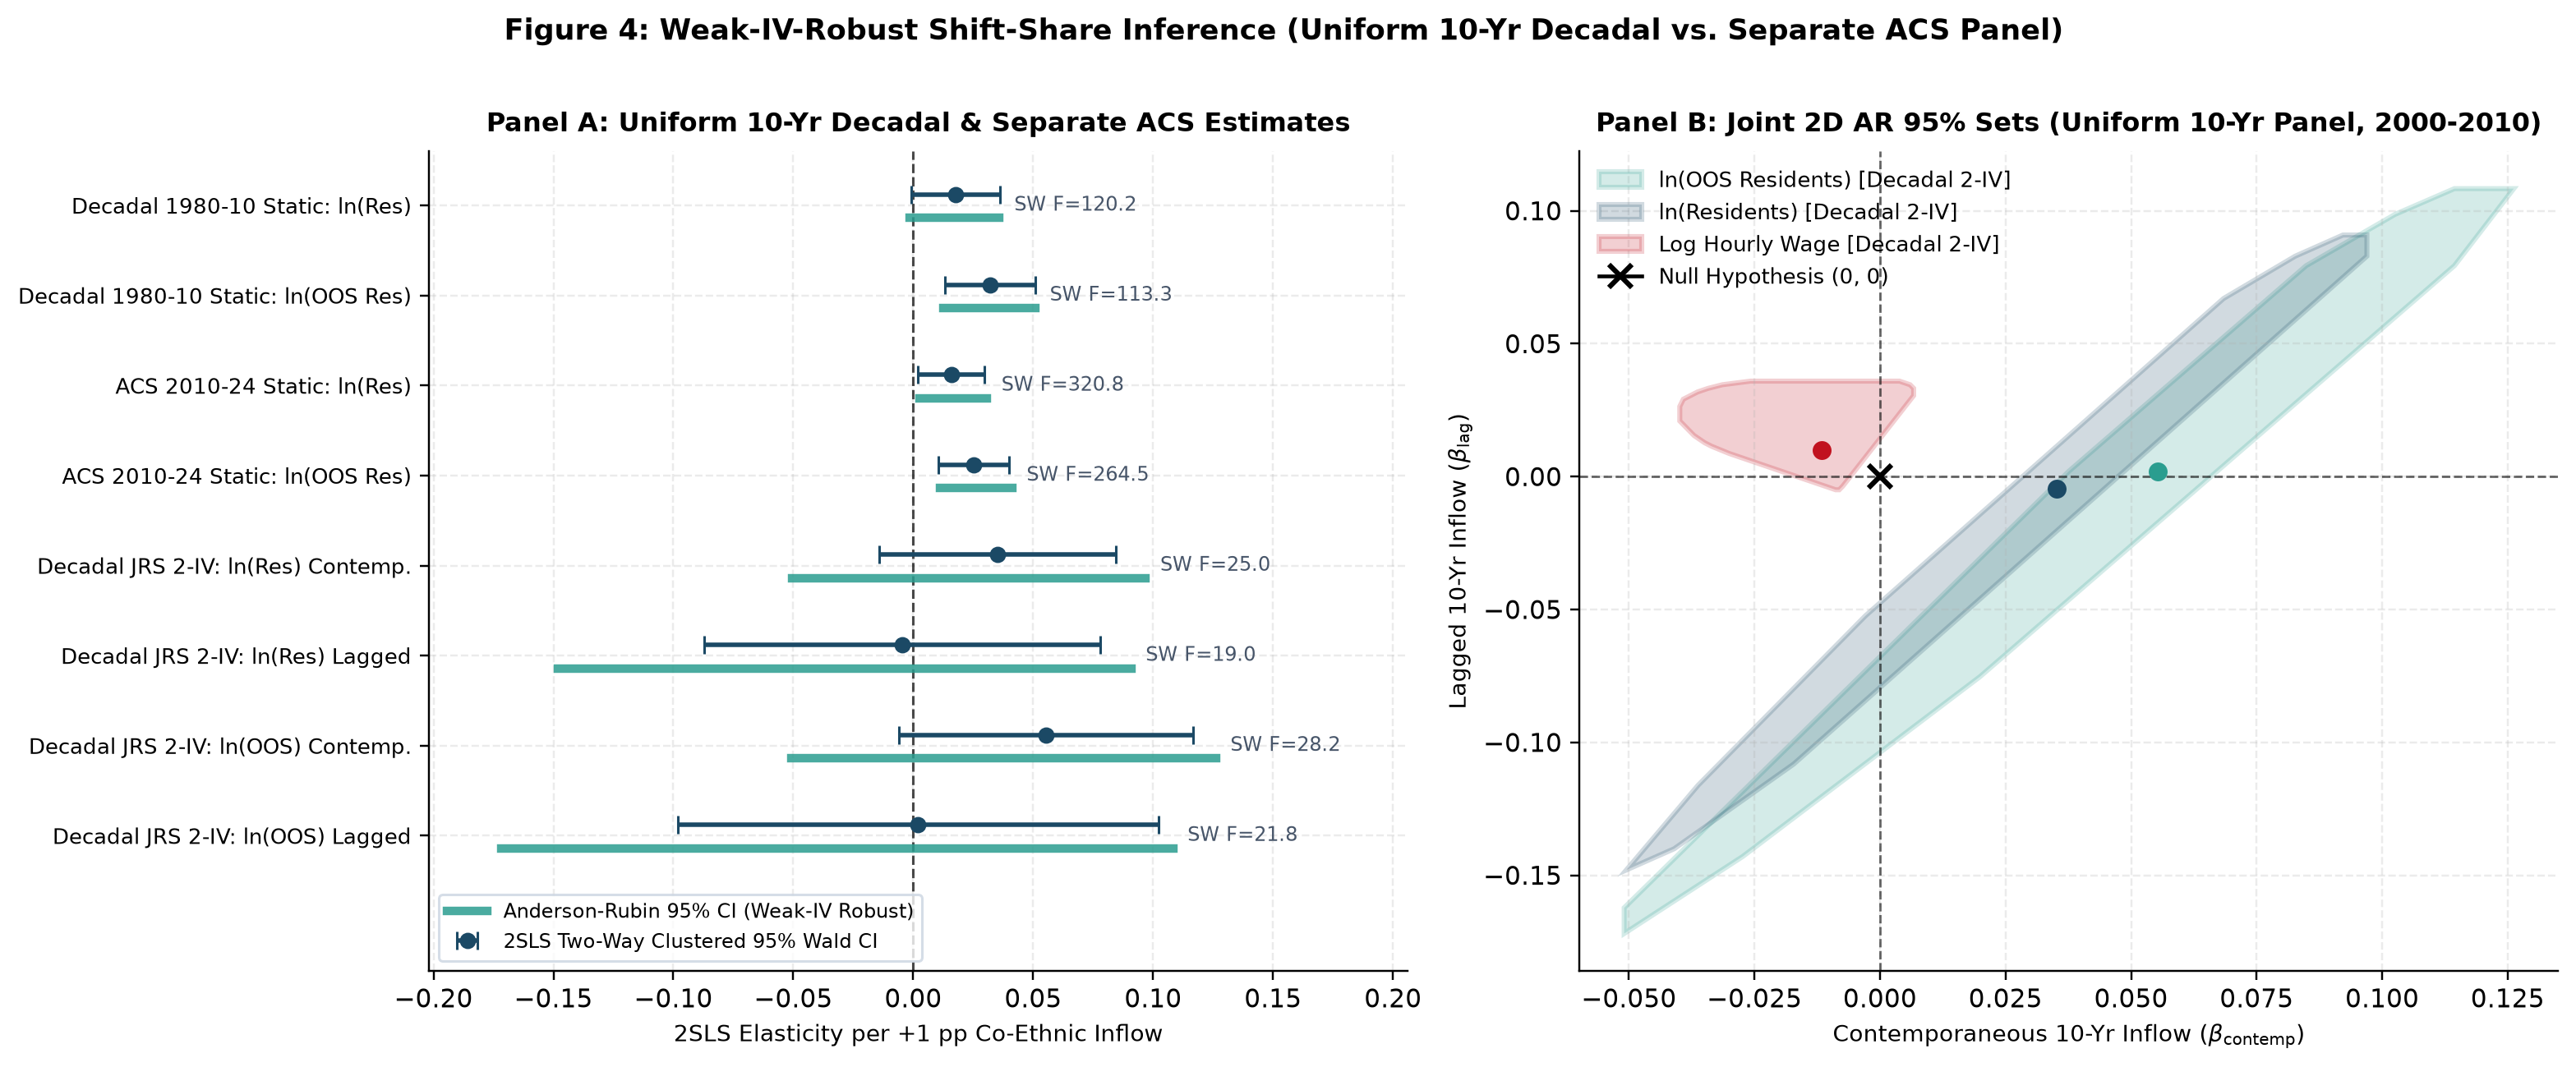 Figure 4: Weak-IV-Robust Shift-Share Inference (Uniform 10-Yr Decadal vs. Separate ACS Panel)
Panel A: Uniform 10-Yr Decadal & Separate ACS Estimates
Decadal 1980-10 Static: ln(Res)
SW F=120.2
Decadal 1980-10 Static: ln(OOS Res)
SW F=113.3
ACS 2010-24 Static: ln(Res)
SW F=320.8
ACS 2010-24 Static: ln(OOS Res)
SW F=264.5
Decadal JRS 2-IV: ln(Res) Contemp.
SW F=25.0
Decadal JRS 2-IV: ln(Res) Lagged
SW F=19.0
Decadal JRS 2-IV: ln(OOS) Contemp.
SW F=28.2
Decadal JRS 2-IV: ln(OOS) Lagged
SW F=21.8
Anderson-Rubin 95% CI (Weak-IV Robust)
2SLS Two-Way Clustered 95% Wald CI
−0.20 −0.15 −0.10 −0.05 0.00 0.05 0.10 0.15 0.20
2SLS Elasticity per +1 pp Co-Ethnic Inflow
Panel B: Joint 2D AR 95% Sets (Uniform 10-Yr Panel, 2000-2010)
ln(OOS Residents) [Decadal 2-IV]
ln(Residents) [Decadal 2-IV]
Log Hourly Wage [Decadal 2-IV]
Null Hypothesis (0, 0)
Lagged 10-Yr Inflow (βlag)
0.10
0.05
0.00
−0.05
−0.10
−0.15
−0.050 −0.025 0.000 0.025 0.050 0.075 0.100 0.125
Contemporaneous 10-Yr Inflow (βcontemp)